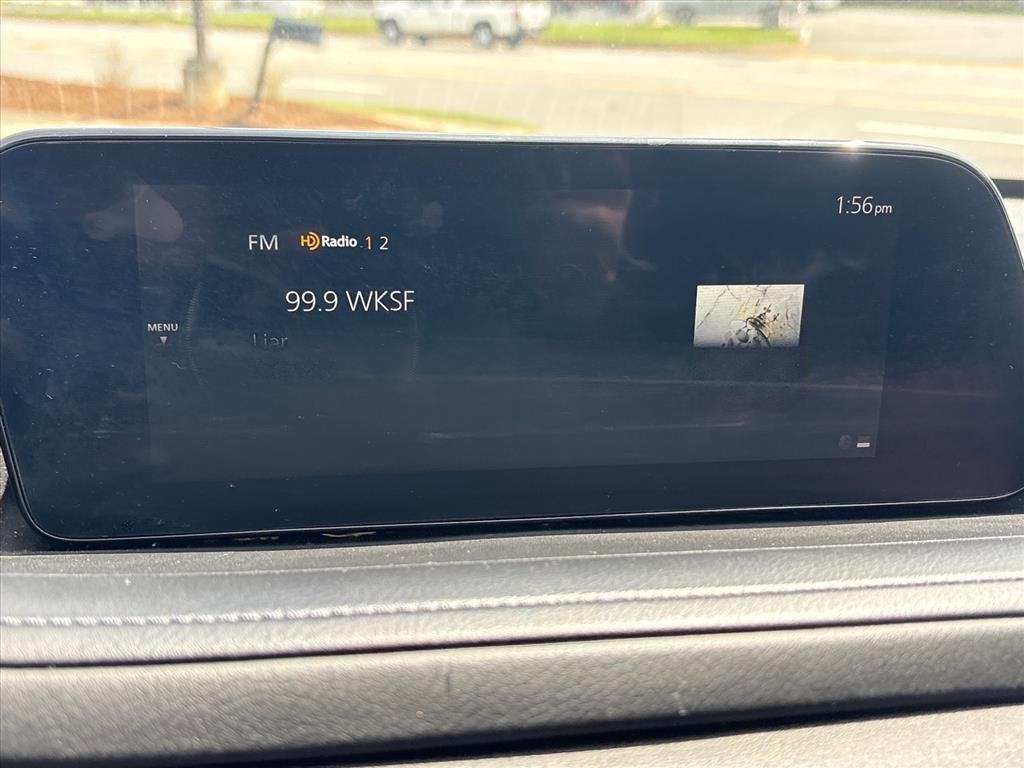 1:56pm
FM HD Radio 1 2
99.9 WKSF
MENU
Liar